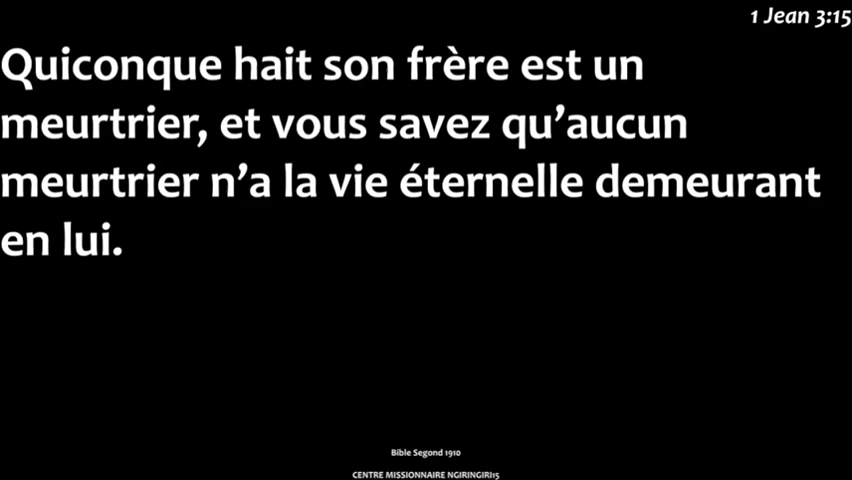 1 Jean 3:15
Quiconque hait son frère est un
meurtrier, et vous savez qu’aucun
meurtrier n’a la vie éternelle demeurant
en lui.
Bible Segond 1910
CENTRE MISSIONNAIRE NGIRINGIRI15